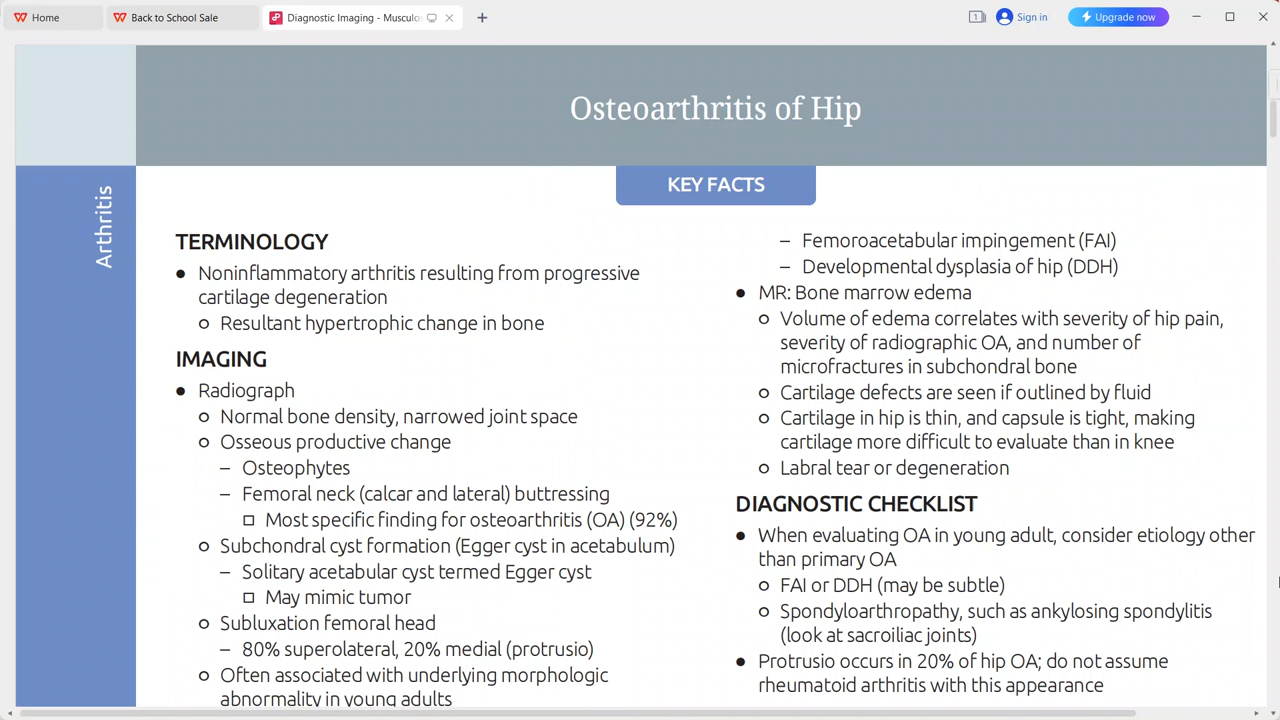 Home
Back to School Sale
Diagnostic Imaging - Musculo
1
Sign in
Upgrade now
Osteoarthritis of Hip
Arthritis
KEY FACTS
TERMINOLOGY
• Noninflammatory arthritis resulting from progressive
cartilage degeneration
○ Resultant hypertrophic change in bone
IMAGING
• Radiograph
○ Normal bone density, narrowed joint space
○ Osseous productive change
– Osteophytes
– Femoral neck (calcar and lateral) buttressing
□ Most specific finding for osteoarthritis (OA) (92%)
○ Subchondral cyst formation (Egger cyst in acetabulum)
– Solitary acetabular cyst termed Egger cyst
□ May mimic tumor
○ Subluxation femoral head
– 80% superolateral, 20% medial (protrusio)
○ Often associated with underlying morphologic
abnormality in young adults
– Femoroacetabular impingement (FAI)
– Developmental dysplasia of hip (DDH)
• MR: Bone marrow edema
○ Volume of edema correlates with severity of hip pain,
severity of radiographic OA, and number of
microfractures in subchondral bone
○ Cartilage defects are seen if outlined by fluid
○ Cartilage in hip is thin, and capsule is tight, making
cartilage more difficult to evaluate than in knee
○ Labral tear or degeneration
DIAGNOSTIC CHECKLIST
• When evaluating OA in young adult, consider etiology other
than primary OA
○ FAI or DDH (may be subtle)
○ Spondyloarthropathy, such as ankylosing spondylitis
(look at sacroiliac joints)
• Protrusio occurs in 20% of hip OA; do not assume
rheumatoid arthritis with this appearance